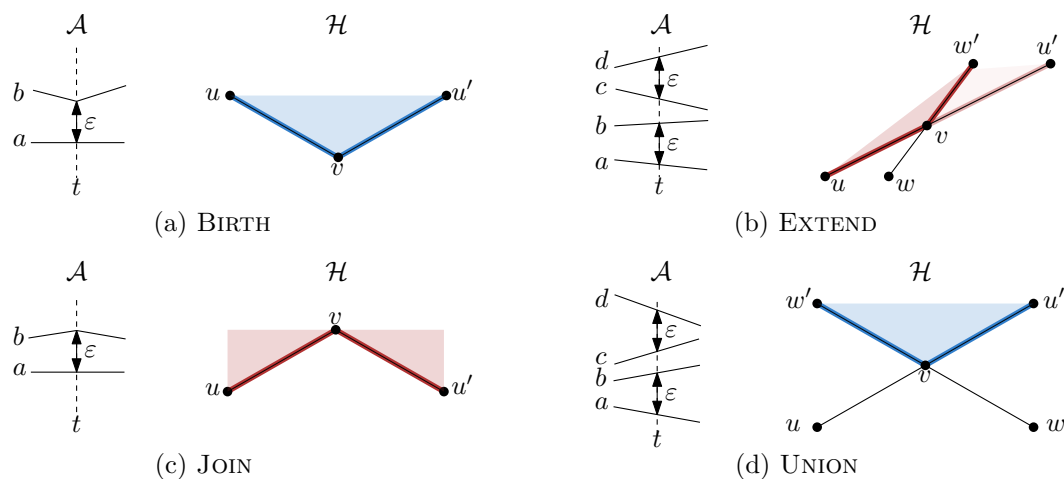 𝒜 ℋ
b
ε
a
t
u u′
v
(a) BIRTH
𝒜 ℋ
d
c
ε
b
ε
a
t
w′ u′
v
u w
(b) EXTEND
𝒜 ℋ
b
ε
a
t
v
u u′
(c) JOIN
𝒜 ℋ
d
ε
c
b
ε
a
t
w′ u′
v
u w
(d) UNION